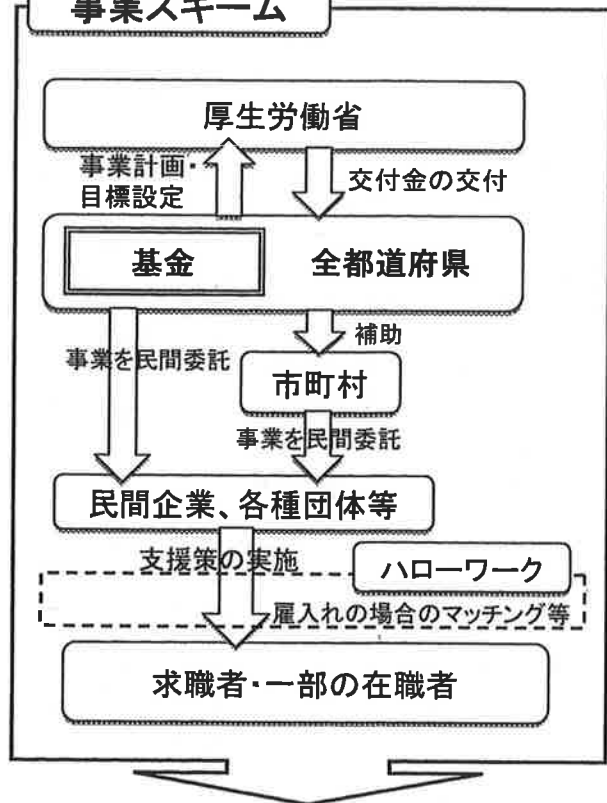 事業スキーム
厚生労働省
事業計画・
目標設定
交付金の交付
基金
全都道府県
補助
事業を民間委託
市町村
事業を民間委託
民間企業、各種団体等
支援策の実施
ハローワーク
雇入れの場合のマッチング等
求職者・一部の在職者